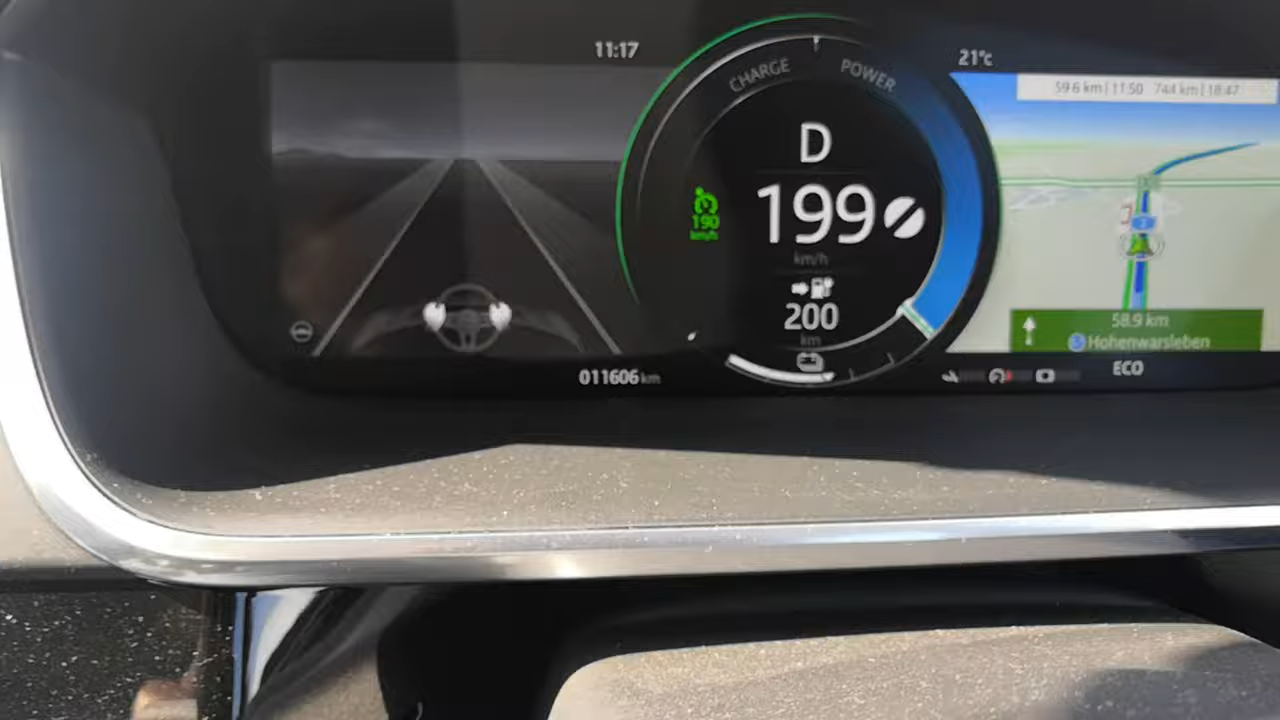 11:17
CHARGE
POWER
21°c
59.6 km | 11:50 744 km | 18:47
D
190
km/h
199
km/h
200
km
58.9 km
Hohenwarsleben
011606 km
ECO